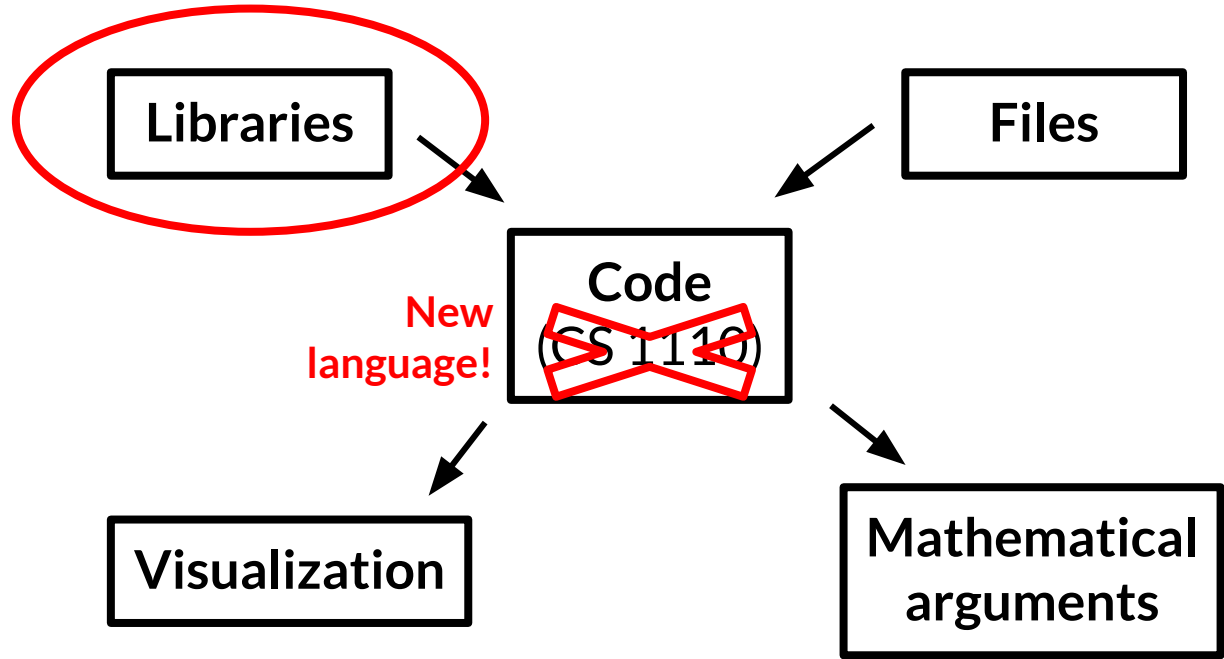 Libraries
Files
Code
(CS 1110)
New
language!
Visualization
Mathematical
arguments